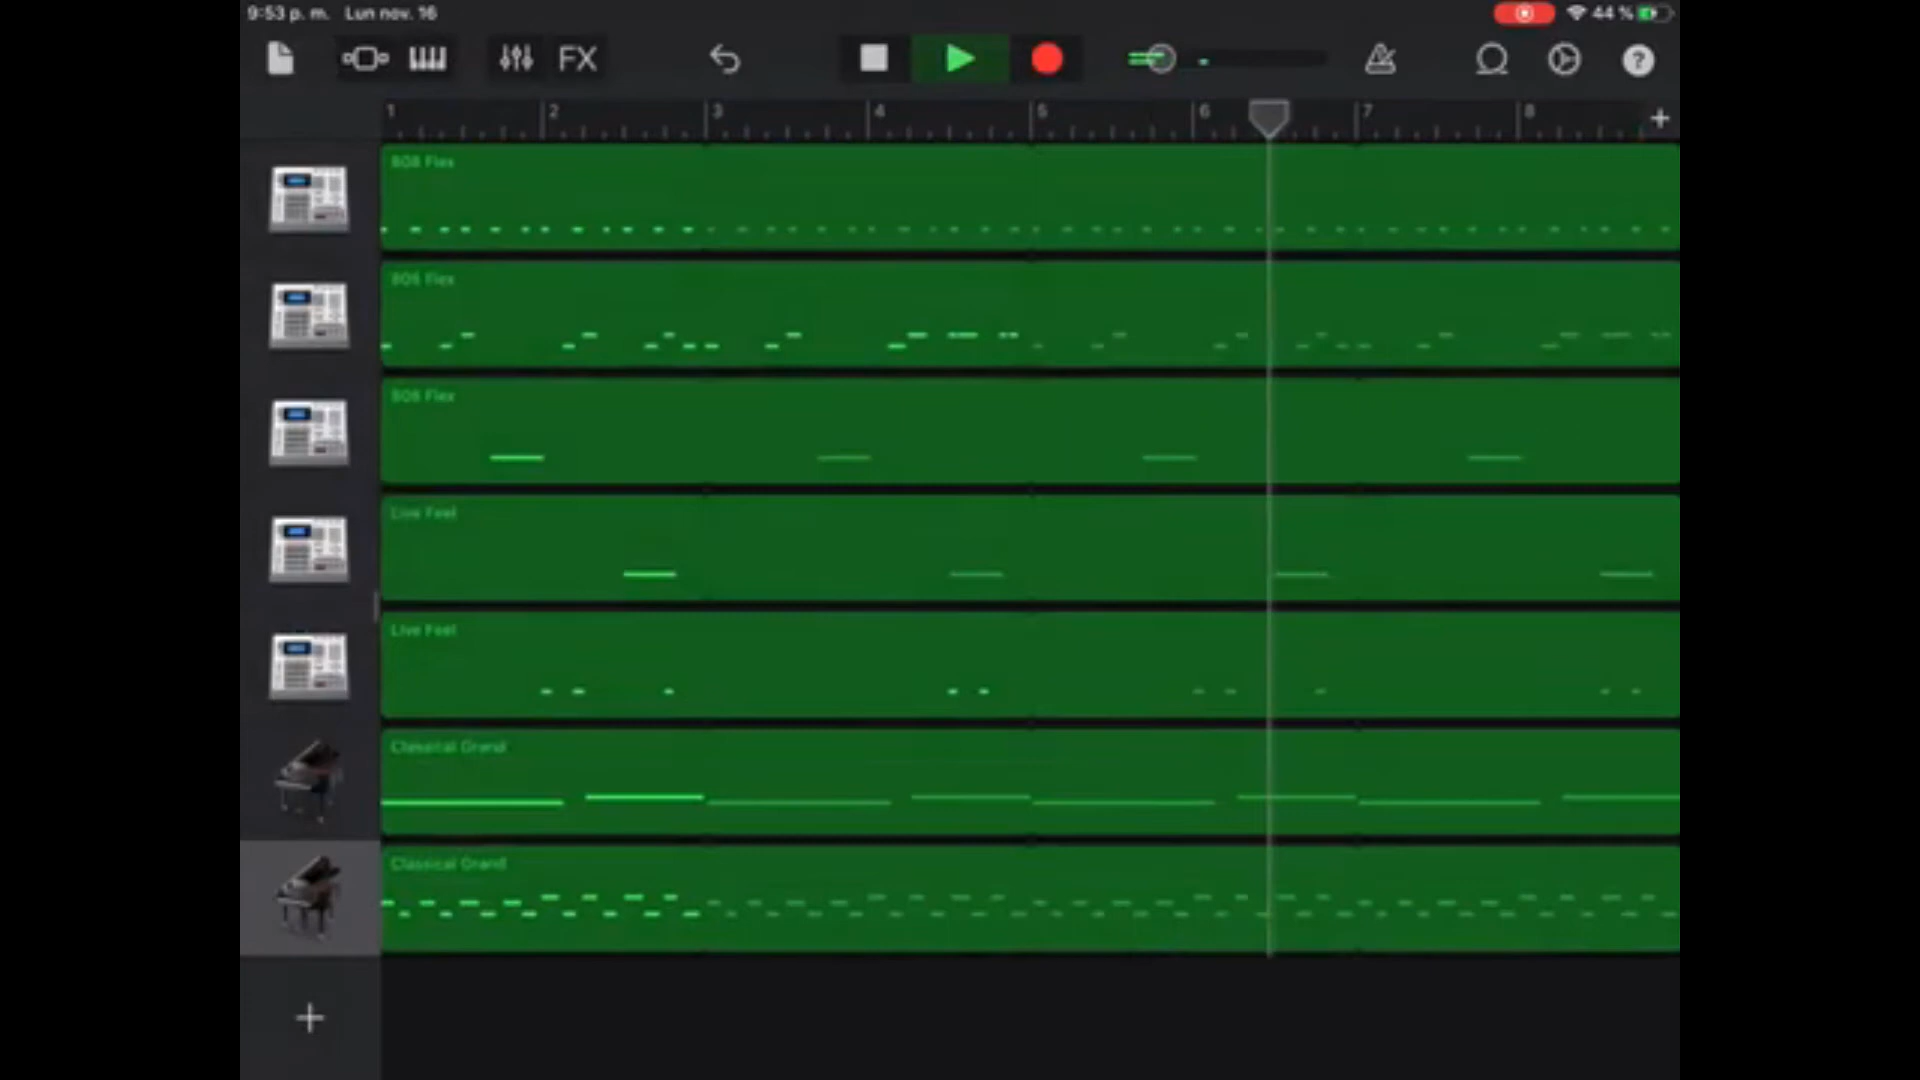 9:53 p. m. Lun nov. 16
44 %
FX
?
1 2 3 4 5 6 7 8 +
808 Flex
808 Flex
808 Flex
Live Feel
Live Feel
Classical Grand
Classical Grand
+